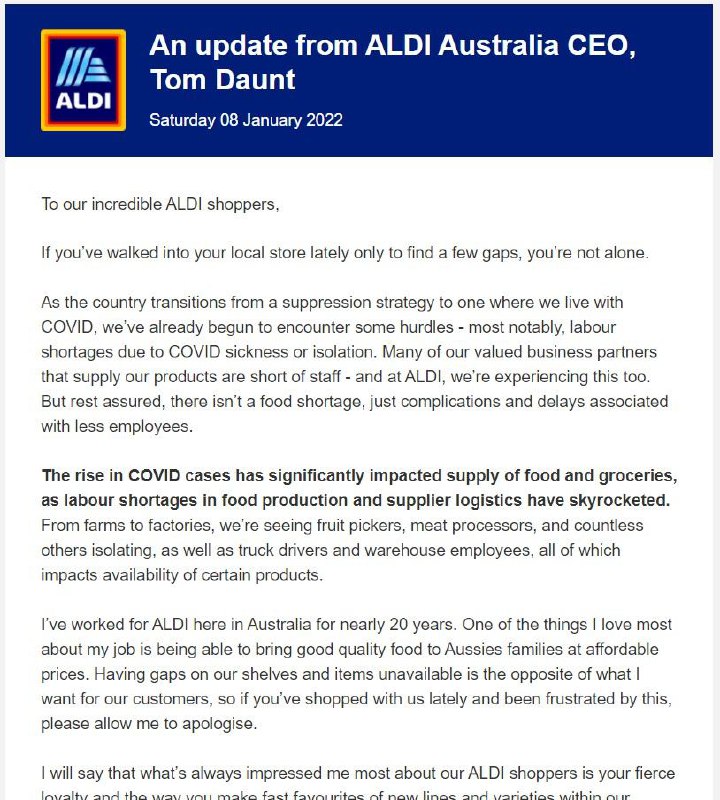 ALDI
An update from ALDI Australia CEO,
Tom Daunt
Saturday 08 January 2022
To our incredible ALDI shoppers,
If you've walked into your local store lately only to find a few gaps, you're not alone.
As the country transitions from a suppression strategy to one where we live with
COVID, we've already begun to encounter some hurdles - most notably, labour
shortages due to COVID sickness or isolation. Many of our valued business partners
that supply our products are short of staff - and at ALDI, we're experiencing this too.
But rest assured, there isn't a food shortage, just complications and delays associated
with less employees.
The rise in COVID cases has significantly impacted supply of food and groceries,
as labour shortages in food production and supplier logistics have skyrocketed.
From farms to factories, we're seeing fruit pickers, meat processors, and countless
others isolating, as well as truck drivers and warehouse employees, all of which
impacts availability of certain products.
I've worked for ALDI here in Australia for nearly 20 years. One of the things I love most
about my job is being able to bring good quality food to Aussies families at affordable
prices. Having gaps on our shelves and items unavailable is the opposite of what I
want for our customers, so if you've shopped with us lately and been frustrated by this,
please allow me to apologise.
I will say that what's always impressed me most about our ALDI shoppers is your fierce
loyalty and the way you make fast favourites of new lines and varieties within our